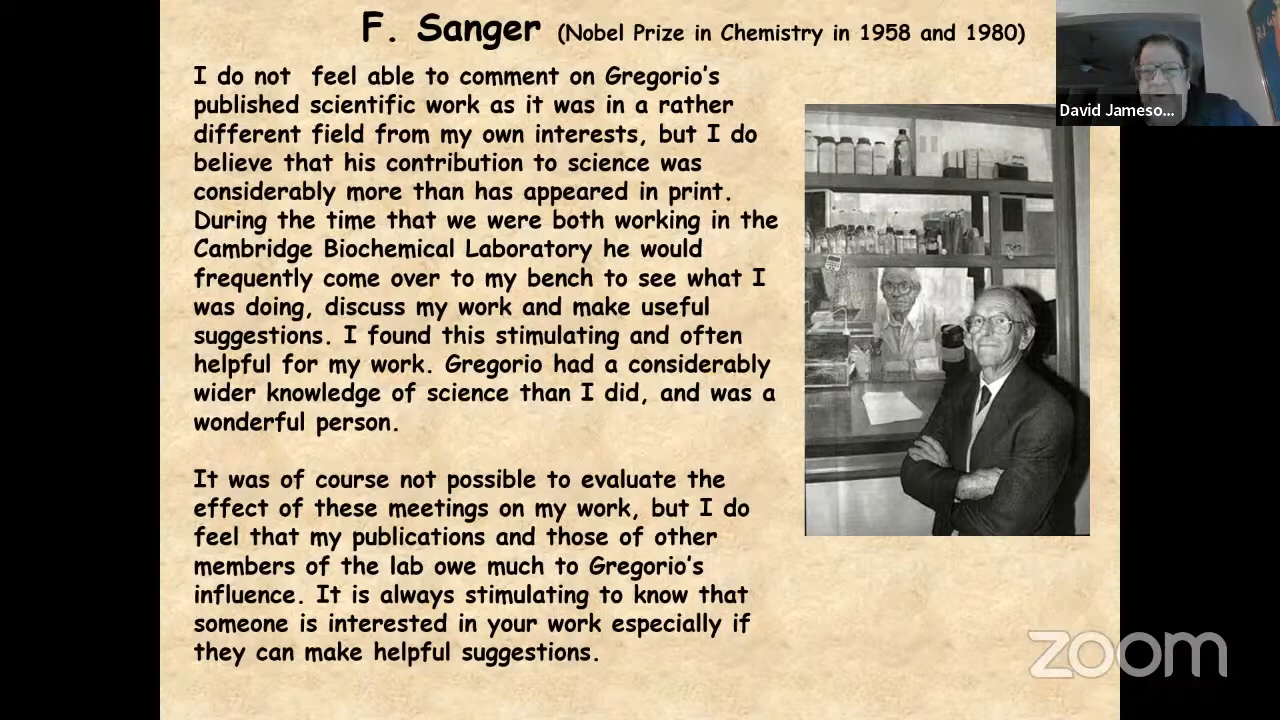 F. Sanger (Nobel Prize in Chemistry in 1958 and 1980)
I do not feel able to comment on Gregorio's
published scientific work as it was in a rather
different field from my own interests, but I do
believe that his contribution to science was
considerably more than has appeared in print.
During the time that we were both working in the
Cambridge Biochemical Laboratory he would
frequently come over to my bench to see what I
was doing, discuss my work and make useful
suggestions. I found this stimulating and often
helpful for my work. Gregorio had a considerably
wider knowledge of science than I did, and was a
wonderful person.
It was of course not possible to evaluate the
effect of these meetings on my work, but I do
feel that my publications and those of other
members of the lab owe much to Gregorio's
influence. It is always stimulating to know that
someone is interested in your work especially if
they can make helpful suggestions.
David Jameso...
zoom